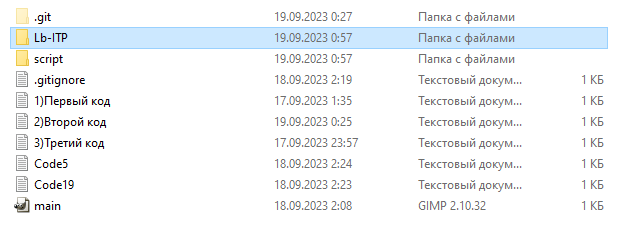 .git 19.09.2023 0:27 Папка с файлами
Lb-ITP 19.09.2023 0:57 Папка с файлами
script 19.09.2023 0:57 Папка с файлами
.gitignore 18.09.2023 2:19 Текстовый докум... 1 КБ
1)Первый код 17.09.2023 1:35 Текстовый докум... 1 КБ
2)Второй код 19.09.2023 0:25 Текстовый докум... 1 КБ
3)Третий код 17.09.2023 23:57 Текстовый докум... 1 КБ
Code5 18.09.2023 2:24 Текстовый докум... 1 КБ
Code19 18.09.2023 2:23 Текстовый докум... 1 КБ
main 18.09.2023 2:08 GIMP 2.10.32 1 КБ